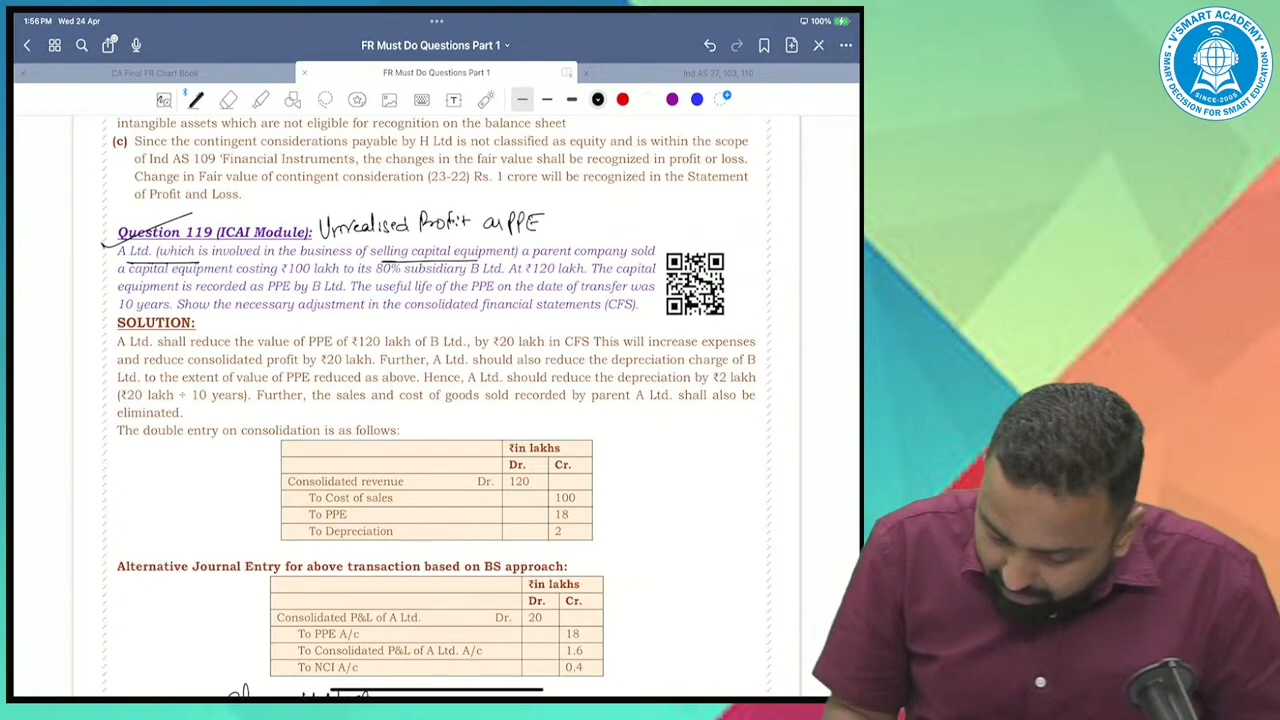 1:56 PM Wed 24 Apr
100%
FR Must Do Questions Part 1
CA Final FR Chart Book
FR Must Do Questions Part 1
Ind AS 27, 103, 110
V'SMART ACADEMY
SMART DECISION FOR SMART EDUCATION
SINCE-2008
intangible assets which are not eligible for recognition on the balance sheet
(c) Since the contingent considerations payable by H Ltd is not classified as equity and is within the scope
of Ind AS 109 'Financial Instruments, the changes in the fair value shall be recognized in profit or loss.
Change in Fair value of contingent consideration (23-22) Rs. 1 crore will be recognized in the Statement
of Profit and Loss.
Question 119 (ICAI Module): Unrealised Profit on PPE
A Ltd. (which is involved in the business of selling capital equipment) a parent company sold
a capital equipment costing ₹100 lakh to its 80% subsidiary B Ltd. At ₹120 lakh. The capital
equipment is recorded as PPE by B Ltd. The useful life of the PPE on the date of transfer was
10 years. Show the necessary adjustment in the consolidated financial statements (CFS).
SOLUTION:
A Ltd. shall reduce the value of PPE of ₹120 lakh of B Ltd., by ₹20 lakh in CFS This will increase expenses
and reduce consolidated profit by ₹20 lakh. Further, A Ltd. should also reduce the depreciation charge of B
Ltd. to the extent of value of PPE reduced as above. Hence, A Ltd. should reduce the depreciation by ₹2 lakh
(₹20 lakh ÷ 10 years). Further, the sales and cost of goods sold recorded by parent A Ltd. shall also be
eliminated.
The double entry on consolidation is as follows:
₹in lakhs
Dr. Cr.
Consolidated revenue Dr. 120
To Cost of sales 100
To PPE 18
To Depreciation 2
Alternative Journal Entry for above transaction based on BS approach:
₹in lakhs
Dr. Cr.
Consolidated P&L of A Ltd. Dr. 20
To PPE A/c 18
To Consolidated P&L of A Ltd. A/c 1.6
To NCI A/c 0.4